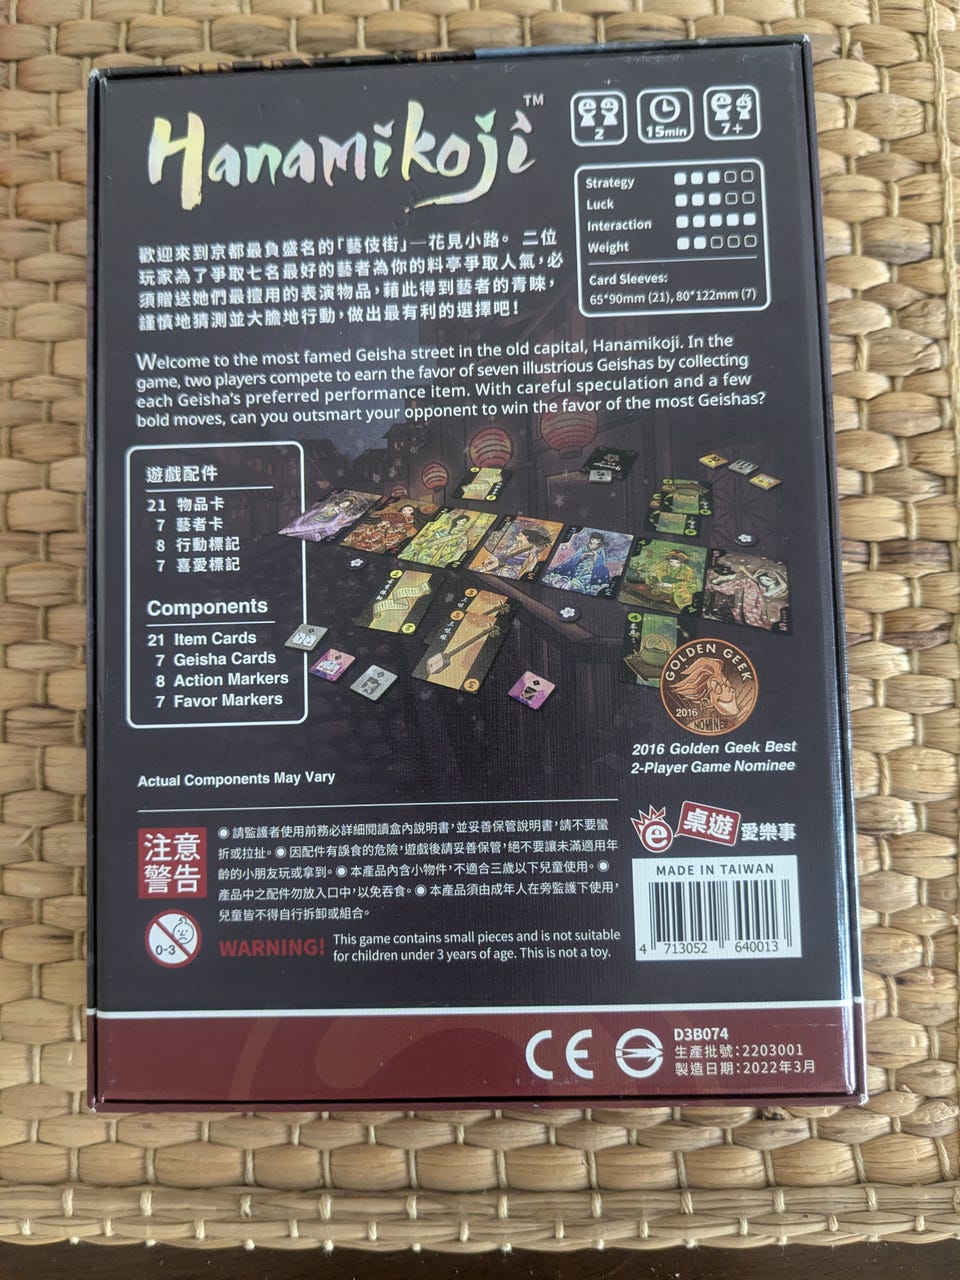 Hanamikoji™
2
15min
7+
Strategy
Luck
Interaction
Weight
Card Sleeves:
65*90mm (21), 80*122mm (7)
歡迎來到京都最負盛名的「藝伎街」—花見小路。 二位
玩家為了爭取七名最好的藝者為你的料亭爭取人氣,必
須贈送她們最擅用的表演物品,藉此得到藝者的青睞,
謹慎地猜測並大膽地行動,做出最有利的選擇吧!
Welcome to the most famed Geisha street in the old capital, Hanamikoji. In the
game, two players compete to earn the favor of seven illustrious Geishas by collecting
each Geisha's preferred performance item. With careful speculation and a few
bold moves, can you outsmart your opponent to win the favor of the most Geishas?
遊戲配件
21 物品卡
7 藝者卡
8 行動標記
7 喜愛標記
Components
21 Item Cards
7 Geisha Cards
8 Action Markers
7 Favor Markers
GOLDEN GEEK
2016
NOMINEE
2016 Golden Geek Best
2-Player Game Nominee
Actual Components May Vary
注意
警告
◉ 請監護者使用前務必詳細閱讀盒內說明書,並妥善保管說明書,請不要彎
折或拉扯。◉ 因配件有誤食的危險,遊戲後請妥善保管,絕不要讓未滿適用年
齡的小朋友玩或拿到。◉ 本產品內含小物件,不適合三歲以下兒童使用。◉
產品中之配件勿放入口中,以免吞食。◉ 本產品須由成年人在旁監護下使用,
兒童皆不得自行拆卸或組合。
0-3
WARNING!
This game contains small pieces and is not suitable
for children under 3 years of age. This is not a toy.
e 桌遊愛樂事
MADE IN TAIWAN
4 713052 640013
CE
D3B074
生產批號:2203001
製造日期:2022年3月